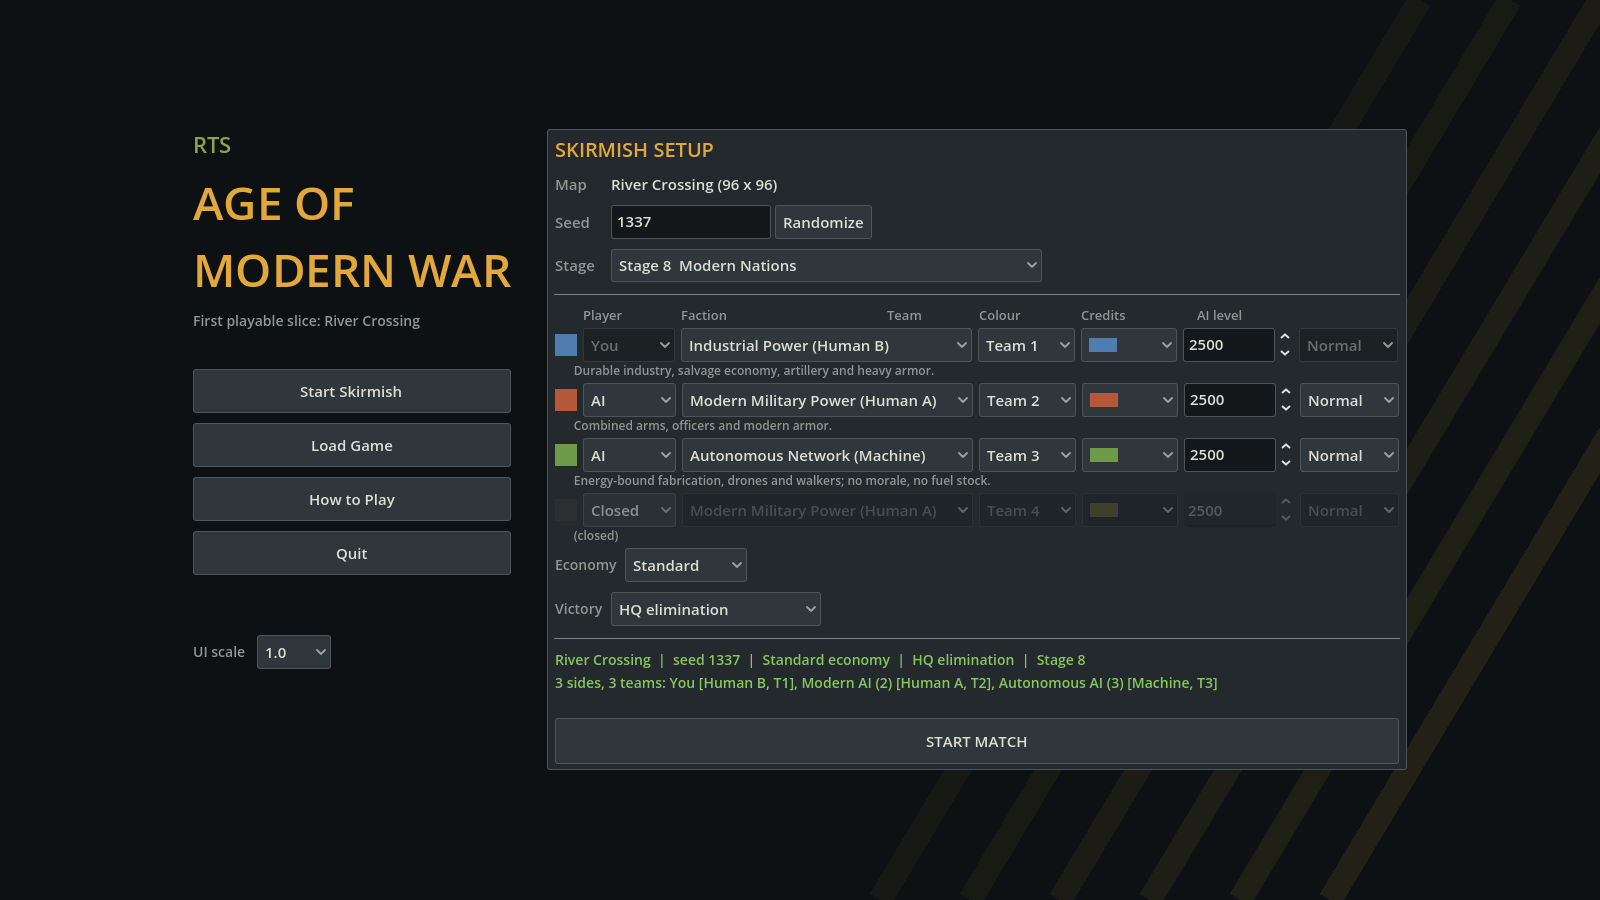 RTS
AGE OF
MODERN WAR
First playable slice: River Crossing
Start Skirmish
Load Game
How to Play
Quit
UI scale 1.0
SKIRMISH SETUP
Map River Crossing (96 x 96)
Seed 1337 Randomize
Stage Stage 8 Modern Nations
Player Faction Team Colour Credits AI level
You Industrial Power (Human B) Team 1 2500 Normal
Durable industry, salvage economy, artillery and heavy armor.
AI Modern Military Power (Human A) Team 2 2500 Normal
Combined arms, officers and modern armor.
AI Autonomous Network (Machine) Team 3 2500 Normal
Energy-bound fabrication, drones and walkers; no morale, no fuel stock.
Closed Modern Military Power (Human A) Team 4 2500 Normal
(closed)
Economy Standard
Victory HQ elimination
River Crossing | seed 1337 | Standard economy | HQ elimination | Stage 8
3 sides, 3 teams: You [Human B, T1], Modern AI (2) [Human A, T2], Autonomous AI (3) [Machine, T3]
START MATCH